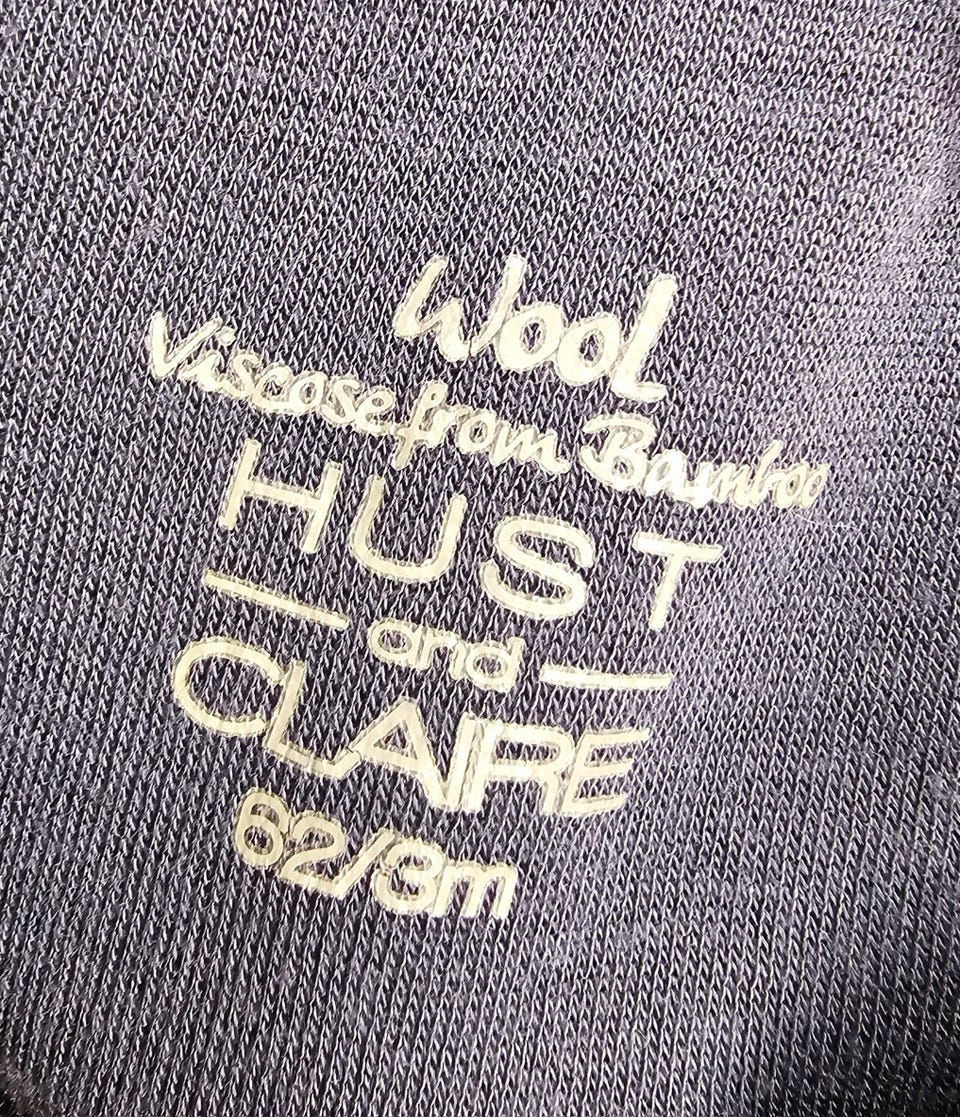 Wool
Viscose from Bamboo
HUST
and
CLAIRE
62/3m